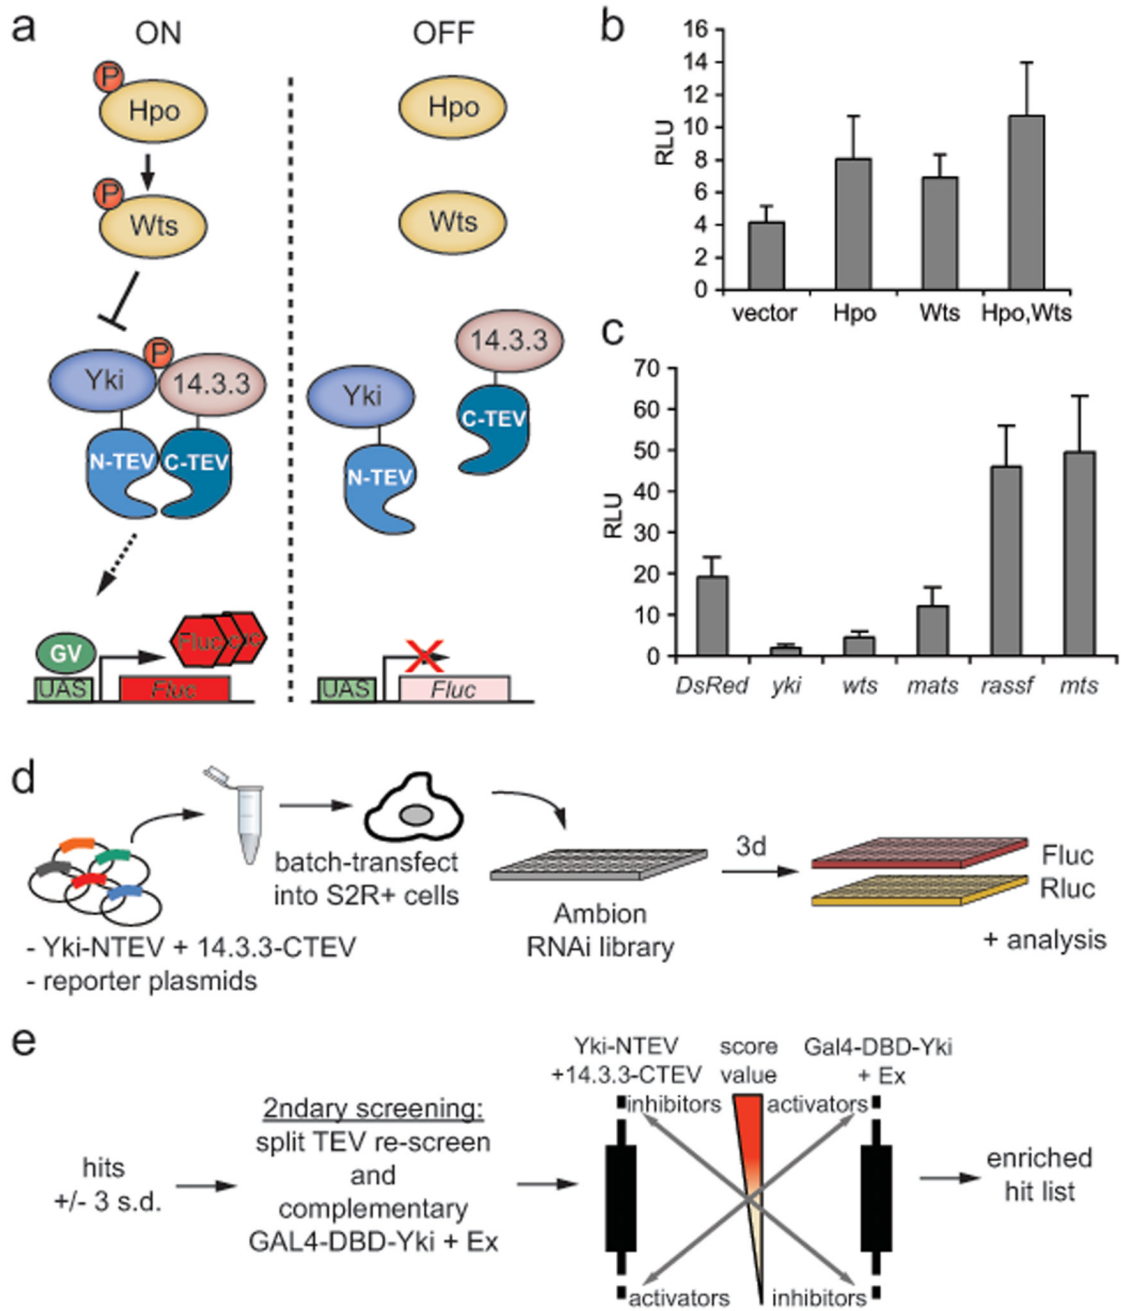 a
ON
OFF
P
Hpo
Hpo
P
Wts
Wts
Yki
P
14.3.3
14.3.3
Yki
N-TEV
C-TEV
C-TEV
N-TEV
GV
Fluc
UAS
Fluc
UAS
Fluc
b
RLU
16
14
12
10
8
6
4
2
0
vector
Hpo
Wts
Hpo,Wts
c
RLU
70
60
50
40
30
20
10
0
DsRed
yki
wts
mats
rassf
mts
d
- Yki-NTEV + 14.3.3-CTEV
- reporter plasmids
batch-transfect
into S2R+ cells
Ambion
RNAi library
3d
Fluc
Rluc
+ analysis
e
hits
+/- 3 s.d.
2ndary screening:
split TEV re-screen
and
complementary
GAL4-DBD-Yki + Ex
Yki-NTEV
+14.3.3-CTEV
score
value
Gal4-DBD-Yki
+ Ex
inhibitors
activators
activators
inhibitors
enriched
hit list